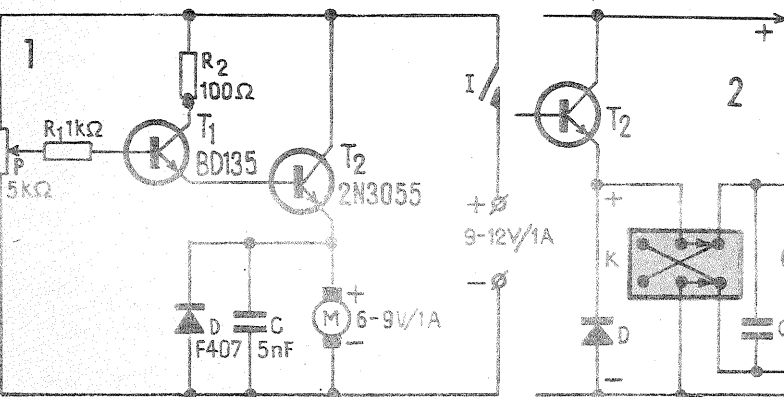 1
R2
100Ω
R1 1kΩ
T1
BD135
P
5kΩ
T2
2N3055
I
+
9-12V/1A
-
D
F407
C
5nF
+
M
6-9V/1A
-
2
+
T2
+
K
D
-
C